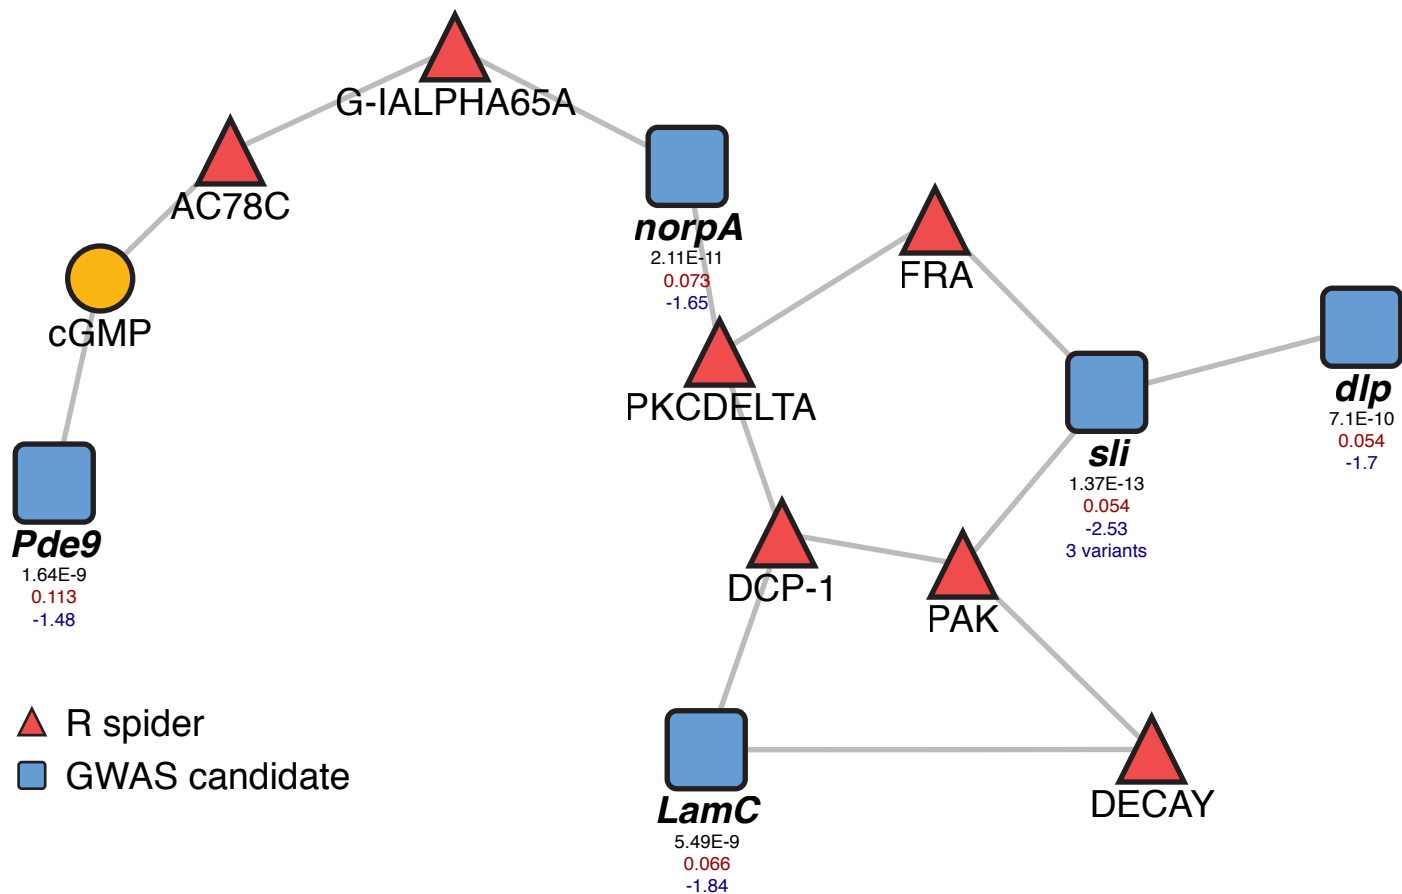 G-IALPHA65A
AC78C
norpA
2.11E-11
0.073
-1.65
FRA
cGMP
PKCDELTA
dlp
7.1E-10
0.054
-1.7
sli
1.37E-13
0.054
-2.53
3 variants
Pde9
1.64E-9
0.113
-1.48
DCP-1
PAK
R spider
GWAS candidate
LamC
5.49E-9
0.066
-1.84
DECAY